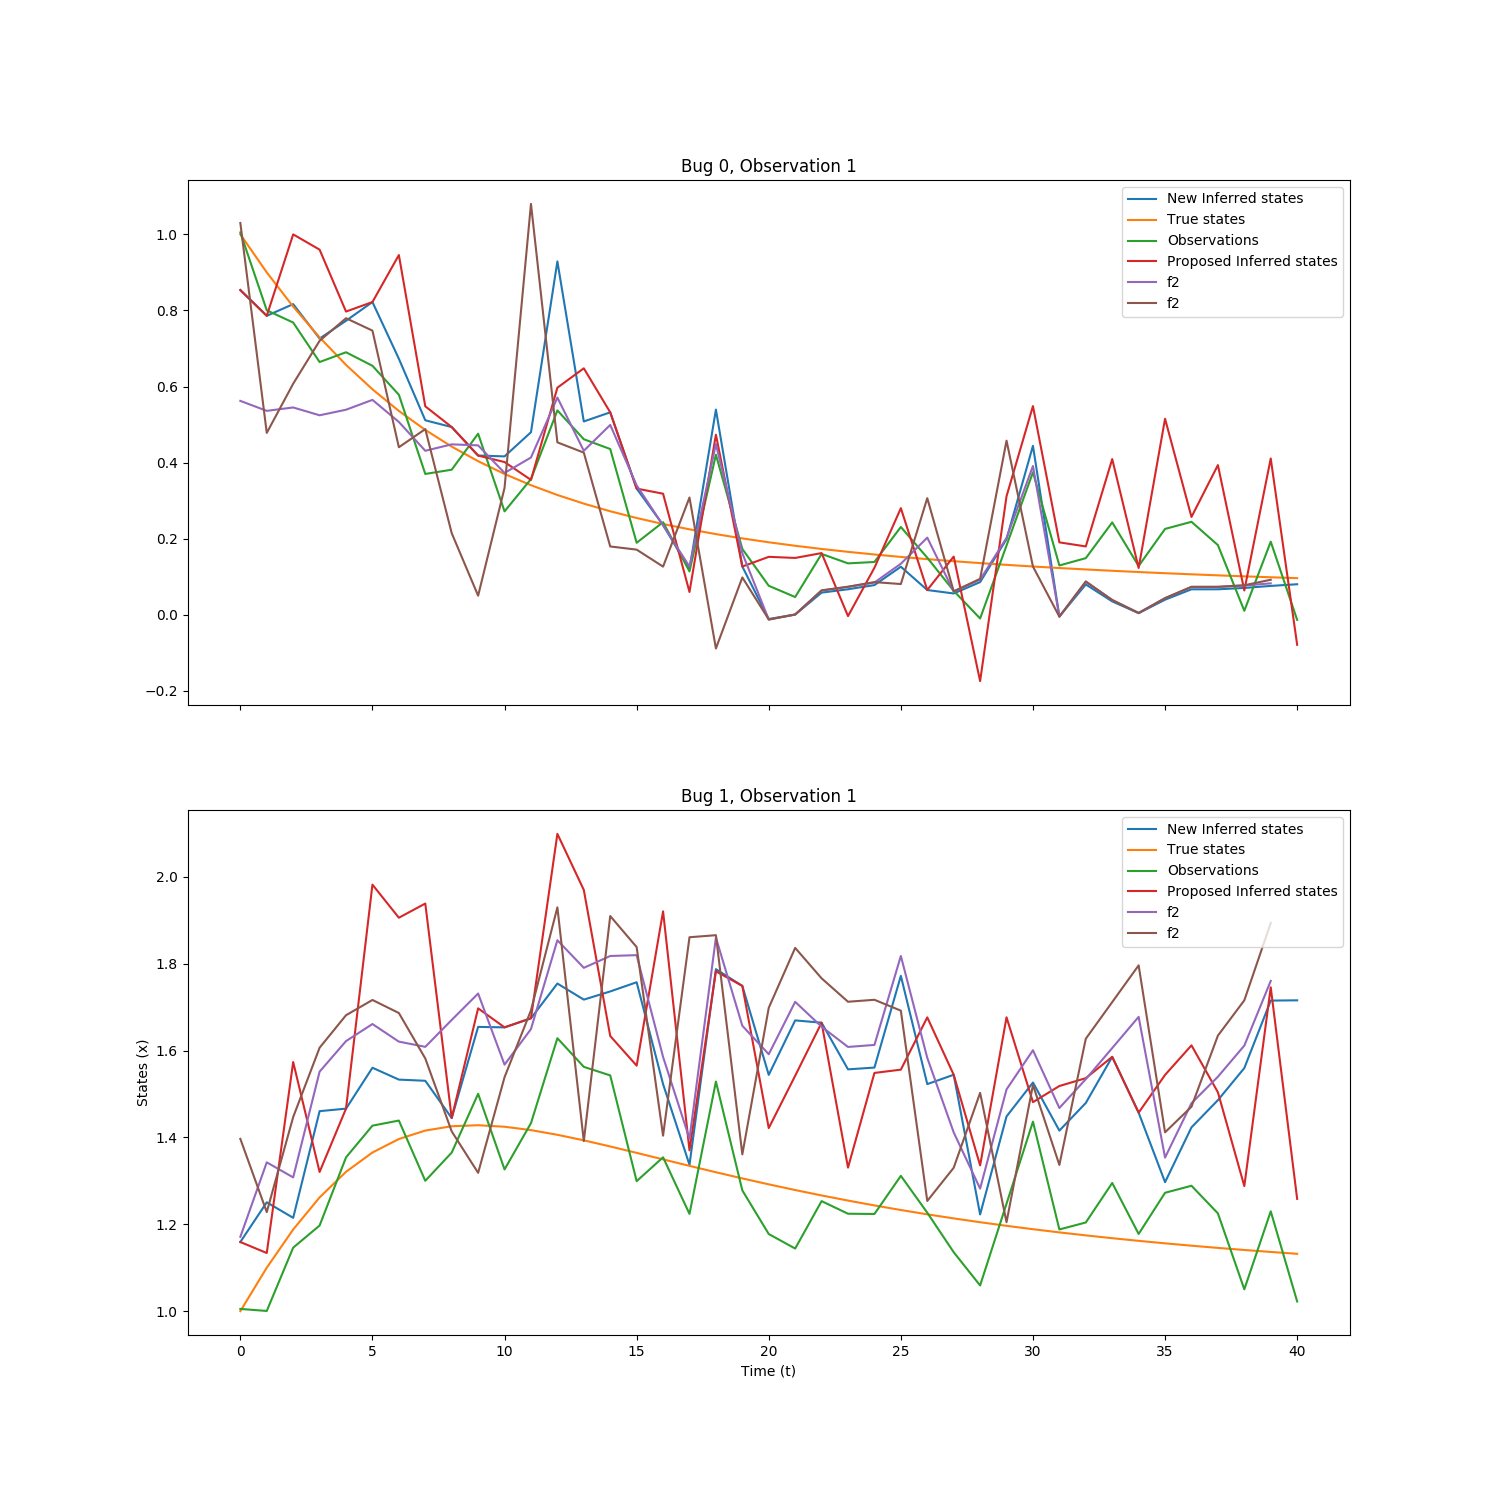 Bug 0, Observation 1
1.0
0.8
0.6
0.4
0.2
0.0
−0.2
New Inferred states
True states
Observations
Proposed Inferred states
f2
f2
Bug 1, Observation 1
States (x)
2.0
1.8
1.6
1.4
1.2
1.0
New Inferred states
True states
Observations
Proposed Inferred states
f2
f2
0 5 10 15 20 25 30 35 40
Time (t)